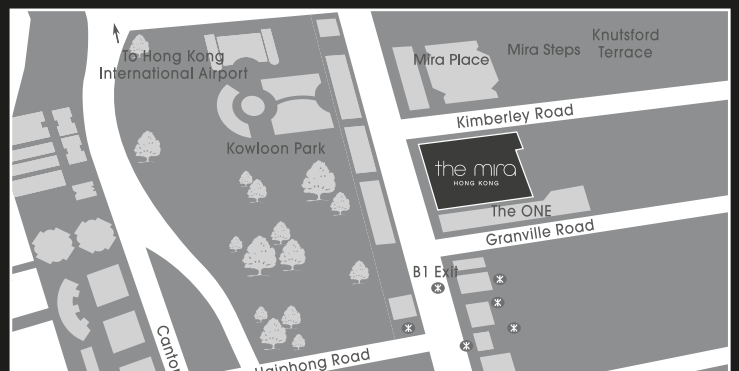 To Hong Kong
International Airport
Knutsford
Terrace
Mira Steps
Mira Place
Kimberley Road
Kowloon Park
the mira
HONG KONG
The ONE
Granville Road
B1 Exit
Canton
Haiphong Road